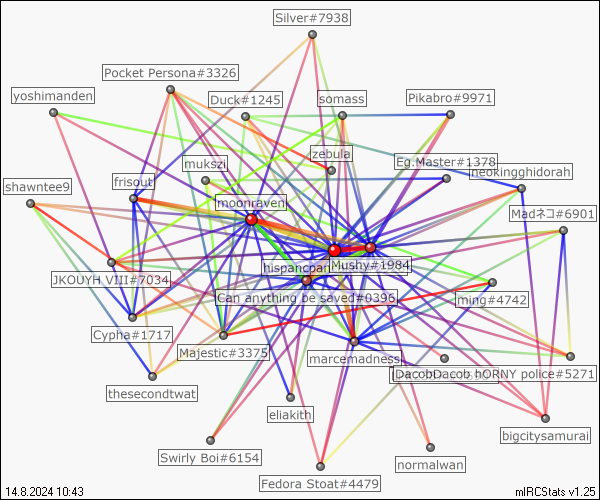 Silver#7938
Pocket Persona#3326
yoshimanden
Duck#1245
somass
Pikabro#9971
zebula
mukszi
Eg.Master#1378
neokingghidorah
shawntee9
frisout
moonraven
Madネコ#6901
hispancpan
Mushy#1984
JKOUYH VIII#7034
Can anything be saved#0396
ming#4742
Cypha#1717
Majestic#3375
marcemadness
DacobDacob hORNY police#5271
thesecondtwat
eliakith
bigcitysamurai
Swirly Boi#6154
normalwan
Fedora Stoat#4479
14.8.2024 10:43
mIRCStats v1.25